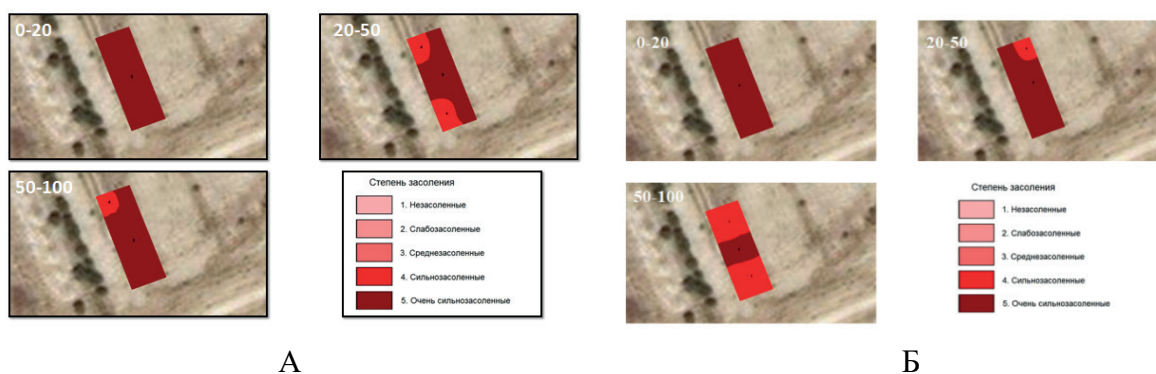 0-20
20-50
50-100
Степень засоления
1. Незасоленные
2. Слабозасоленные
3. Среднезасоленные
4. Сильнозасоленные
5. Очень сильнозасоленные
А
0-20
20-50
50-100
Степень засоления
1. Незасоленные
2. Слабозасоленные
3. Среднезасоленные
4. Сильнозасоленные
5. Очень сильнозасоленные
Б